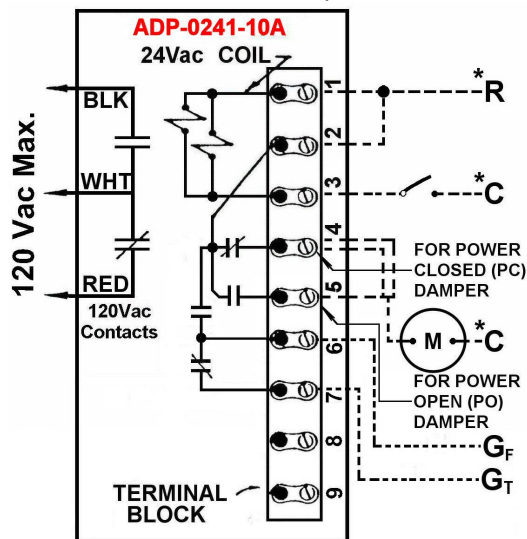 ADP-0241-10A
24Vac COIL
BLK
WHT
RED
120 Vac Max.
120Vac
Contacts
1
2
3
4
5
6
7
8
9
*R
*C
FOR POWER
CLOSED (PC)
DAMPER
M
*C
FOR POWER
OPEN (PO)
DAMPER
GF
GT
TERMINAL
BLOCK